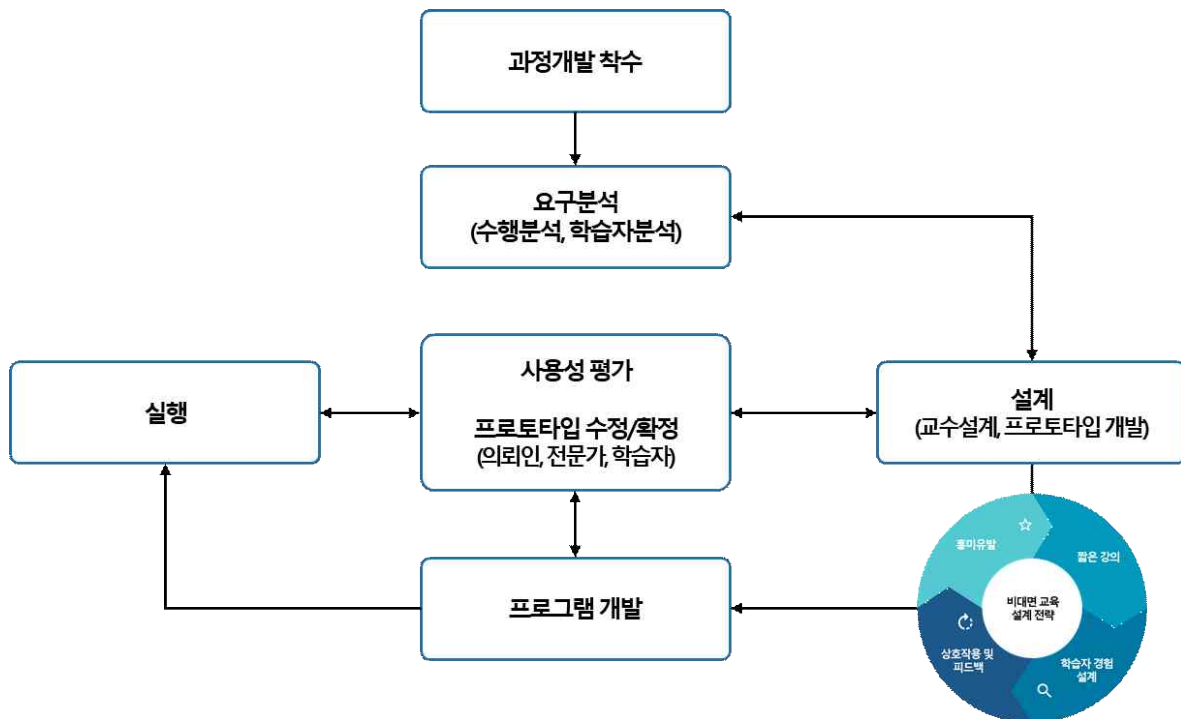 과정개발 착수
요구분석
(수행분석, 학습자분석)
사용성 평가
프로토타입 수정/확정
(의뢰인, 전문가, 학습자)
실행
설계
(교수설계, 프로토타입 개발)
프로그램 개발
흥미유발
짧은 강의
비대면 교육
설계 전략
상호작용 및
피드백
학습자 경험
설계